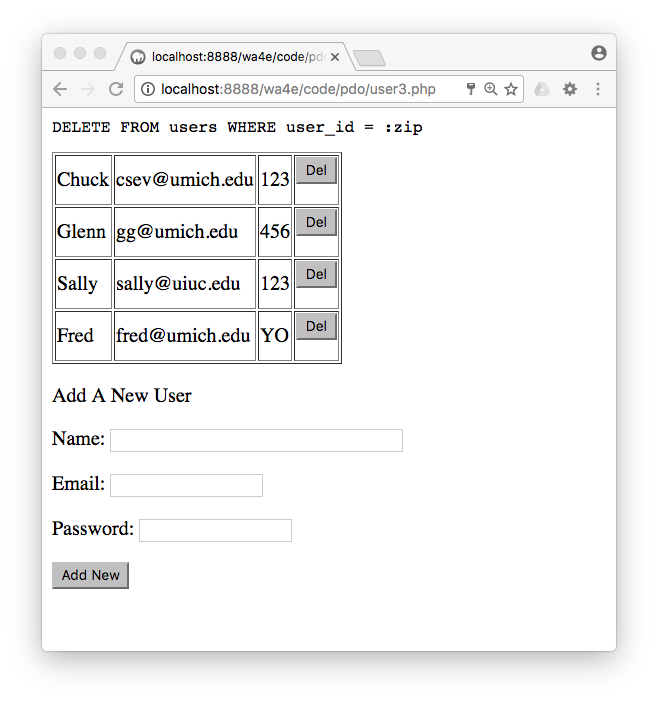 localhost:8888/wa4e/code/pdo
localhost:8888/wa4e/code/pdo/user3.php
DELETE FROM users WHERE user_id = :zip
Chuck csev@umich.edu 123 Del
Glenn gg@umich.edu 456 Del
Sally sally@uiuc.edu 123 Del
Fred fred@umich.edu YO Del
Add A New User
Name:
Email:
Password:
Add New